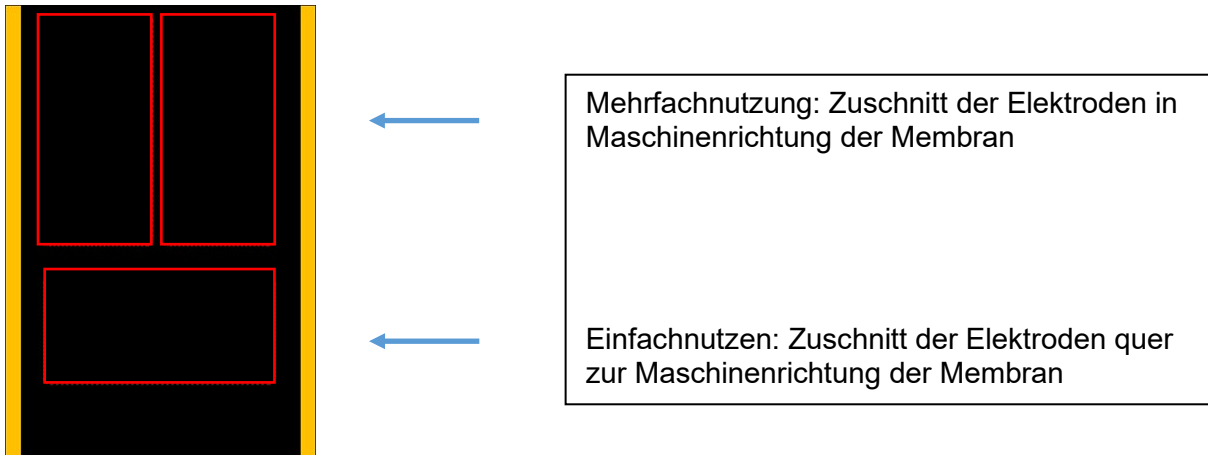 Mehrfachnutzung: Zuschnitt der Elektroden in
Maschinenrichtung der Membran
Einfachnutzen: Zuschnitt der Elektroden quer
zur Maschinenrichtung der Membran